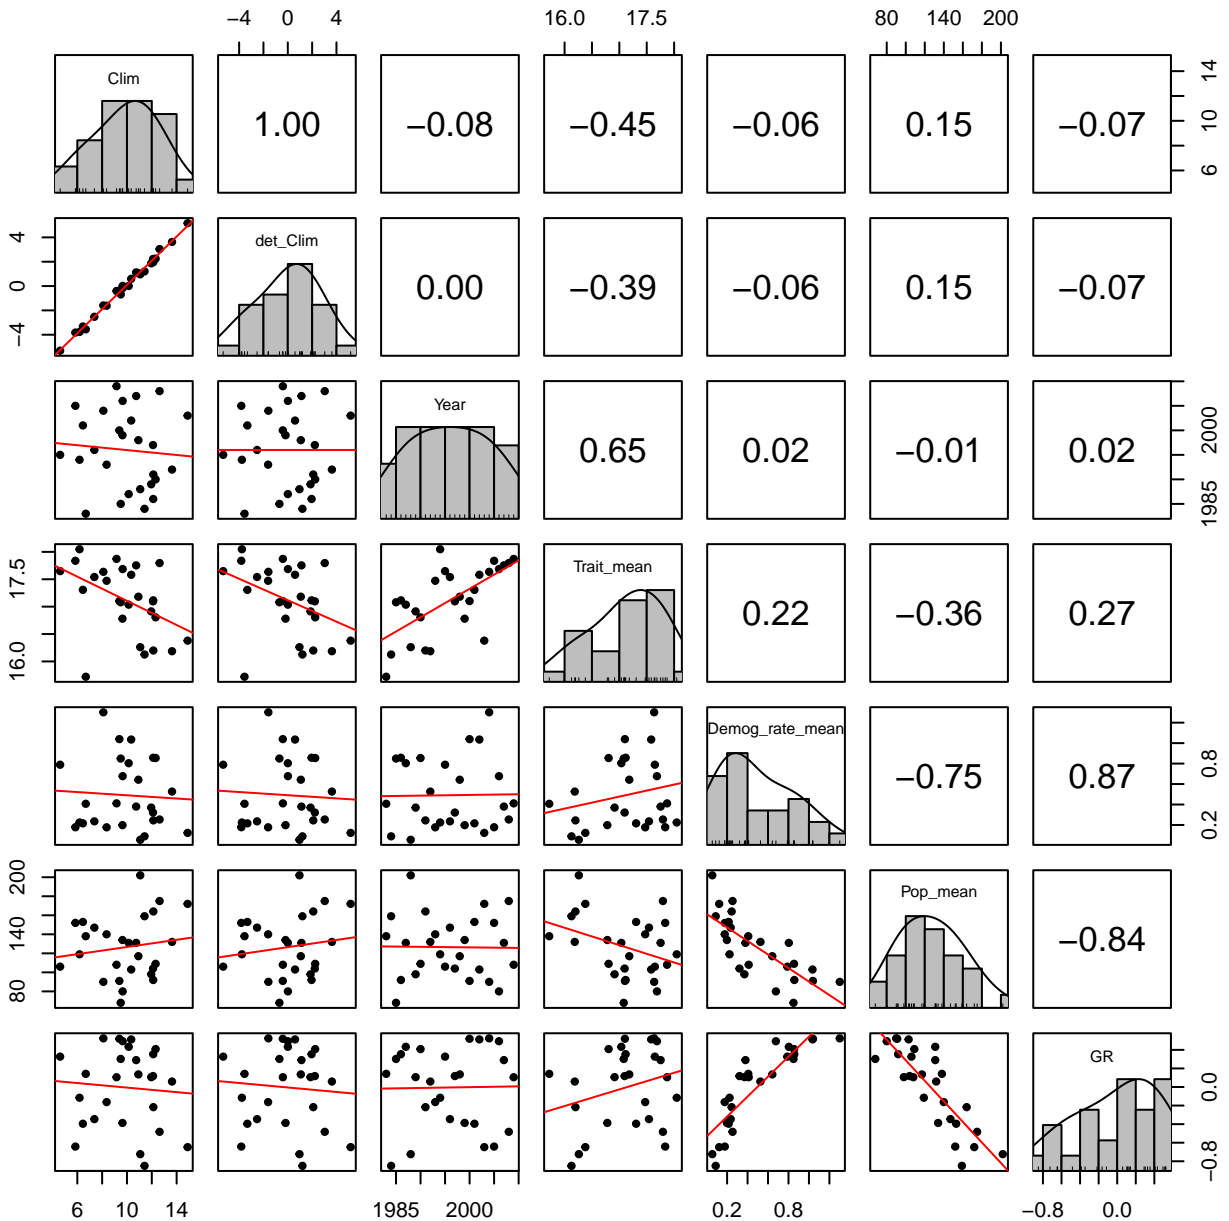 −4 0 4 16.0 17.5 80 140 200
Clim 1.00 −0.08 −0.45 −0.06 0.15 −0.07 6 10 14
−4 0 4 det_Clim 0.00 −0.39 −0.06 0.15 −0.07
Year 0.65 0.02 −0.01 0.02 1985 2000
16.0 17.5 Trait_mean 0.22 −0.36 0.27
Demog_rate_mean −0.75 0.87 0.2 0.8
80 140 200 Pop_mean −0.84
GR −0.8 0.0
6 10 14 1985 2000 0.2 0.8 −0.8 0.0